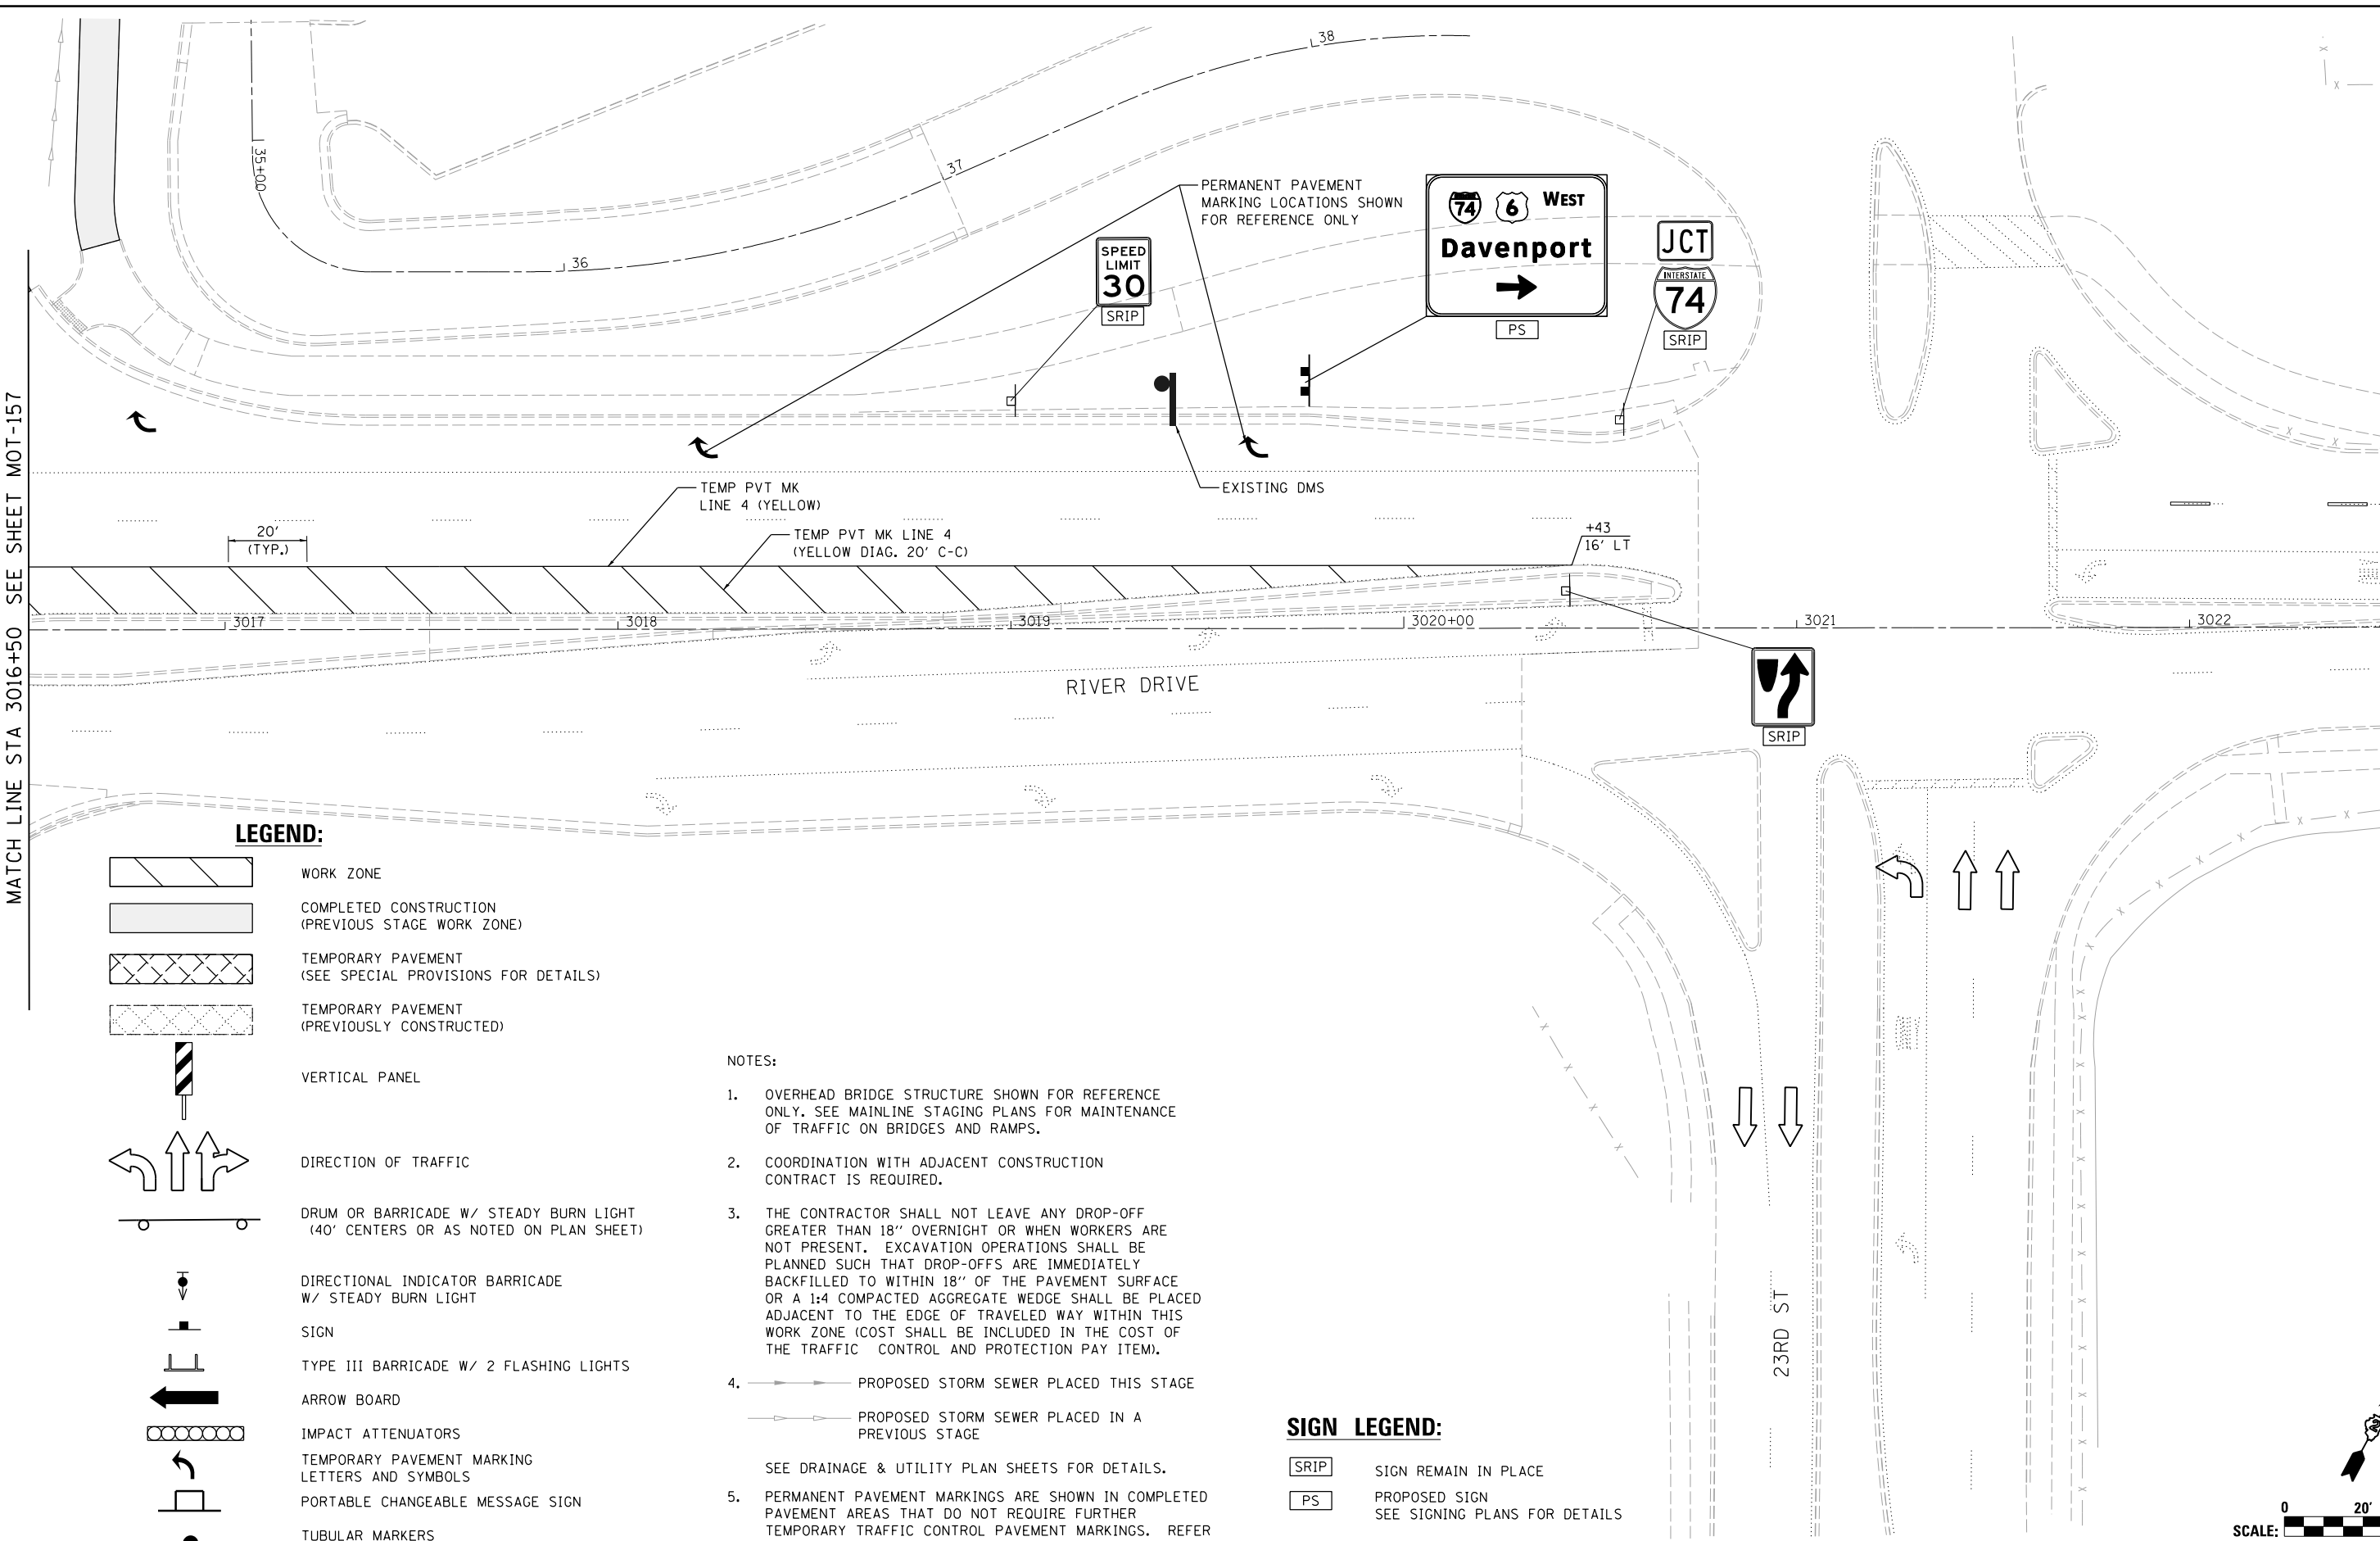 38
35+00
37
36
PERMANENT PAVEMENT
MARKING LOCATIONS SHOWN
FOR REFERENCE ONLY
74 6 WEST
Davenport
PS
JCT
INTERSTATE
74
SRIP
SPEED
LIMIT
30
SRIP
MATCH LINE STA 3016+50 SEE SHEET MOT-157
TEMP PVT MK
LINE 4 (YELLOW)
EXISTING DMS
20'
(TYP.)
TEMP PVT MK LINE 4
(YELLOW DIAG. 20' C-C)
+43
16' LT
3017
3018
3019
3020+00
3021
3022
RIVER DRIVE
SRIP
23RD ST
LEGEND:
WORK ZONE
COMPLETED CONSTRUCTION
(PREVIOUS STAGE WORK ZONE)
TEMPORARY PAVEMENT
(SEE SPECIAL PROVISIONS FOR DETAILS)
TEMPORARY PAVEMENT
(PREVIOUSLY CONSTRUCTED)
VERTICAL PANEL
DIRECTION OF TRAFFIC
DRUM OR BARRICADE W/ STEADY BURN LIGHT
(40' CENTERS OR AS NOTED ON PLAN SHEET)
DIRECTIONAL INDICATOR BARRICADE
W/ STEADY BURN LIGHT
SIGN
TYPE III BARRICADE W/ 2 FLASHING LIGHTS
ARROW BOARD
IMPACT ATTENUATORS
TEMPORARY PAVEMENT MARKING
LETTERS AND SYMBOLS
PORTABLE CHANGEABLE MESSAGE SIGN
TUBULAR MARKERS
NOTES:
1. OVERHEAD BRIDGE STRUCTURE SHOWN FOR REFERENCE
ONLY. SEE MAINLINE STAGING PLANS FOR MAINTENANCE
OF TRAFFIC ON BRIDGES AND RAMPS.
2. COORDINATION WITH ADJACENT CONSTRUCTION
CONTRACT IS REQUIRED.
3. THE CONTRACTOR SHALL NOT LEAVE ANY DROP-OFF
GREATER THAN 18'' OVERNIGHT OR WHEN WORKERS ARE
NOT PRESENT. EXCAVATION OPERATIONS SHALL BE
PLANNED SUCH THAT DROP-OFFS ARE IMMEDIATELY
BACKFILLED TO WITHIN 18'' OF THE PAVEMENT SURFACE
OR A 1:4 COMPACTED AGGREGATE WEDGE SHALL BE PLACED
ADJACENT TO THE EDGE OF TRAVELED WAY WITHIN THIS
WORK ZONE (COST SHALL BE INCLUDED IN THE COST OF
THE TRAFFIC CONTROL AND PROTECTION PAY ITEM).
4. PROPOSED STORM SEWER PLACED THIS STAGE
PROPOSED STORM SEWER PLACED IN A
PREVIOUS STAGE
SEE DRAINAGE & UTILITY PLAN SHEETS FOR DETAILS.
5. PERMANENT PAVEMENT MARKINGS ARE SHOWN IN COMPLETED
PAVEMENT AREAS THAT DO NOT REQUIRE FURTHER
TEMPORARY TRAFFIC CONTROL PAVEMENT MARKINGS. REFER
SIGN LEGEND:
SRIP SIGN REMAIN IN PLACE
PS PROPOSED SIGN
SEE SIGNING PLANS FOR DETAILS
0 20'
SCALE: